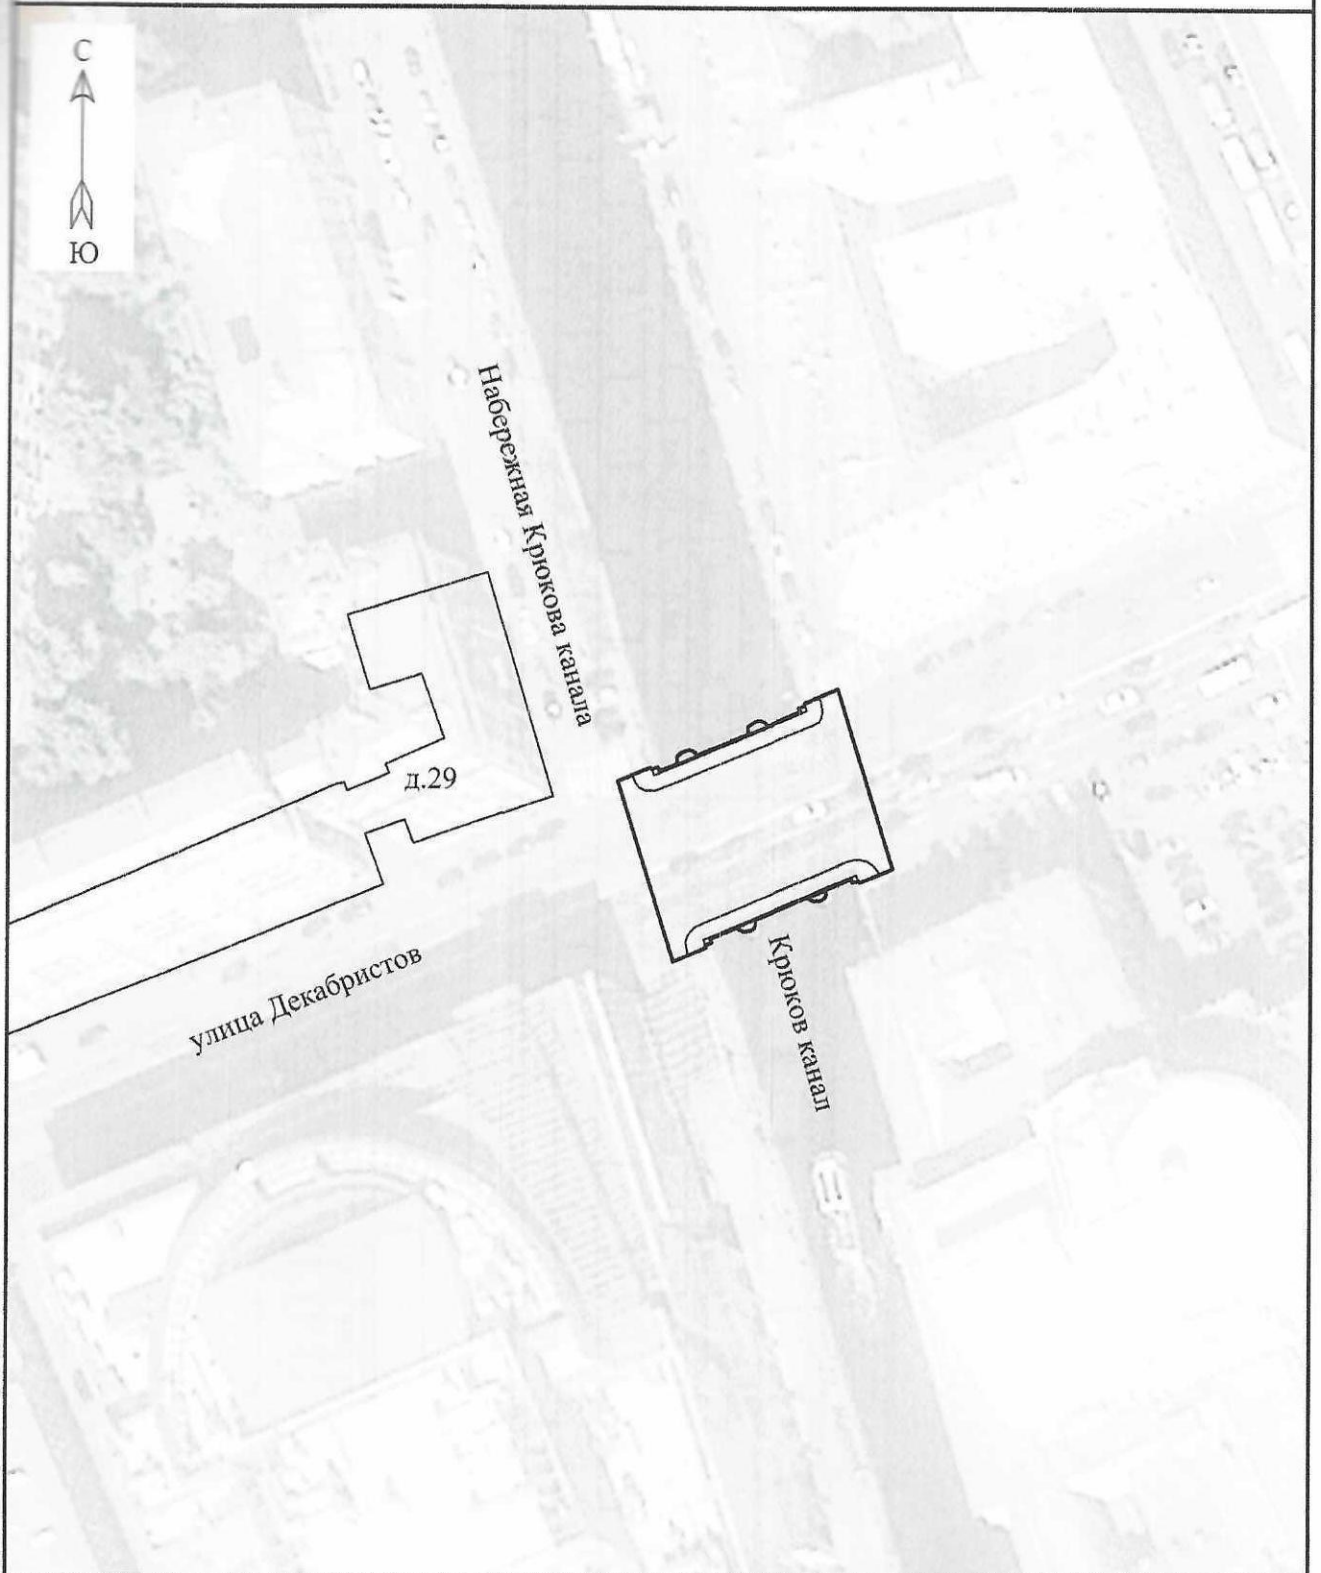 С
Ю
Набережная Крюкова канала
д.29
улица Декабристов
Крюков канал